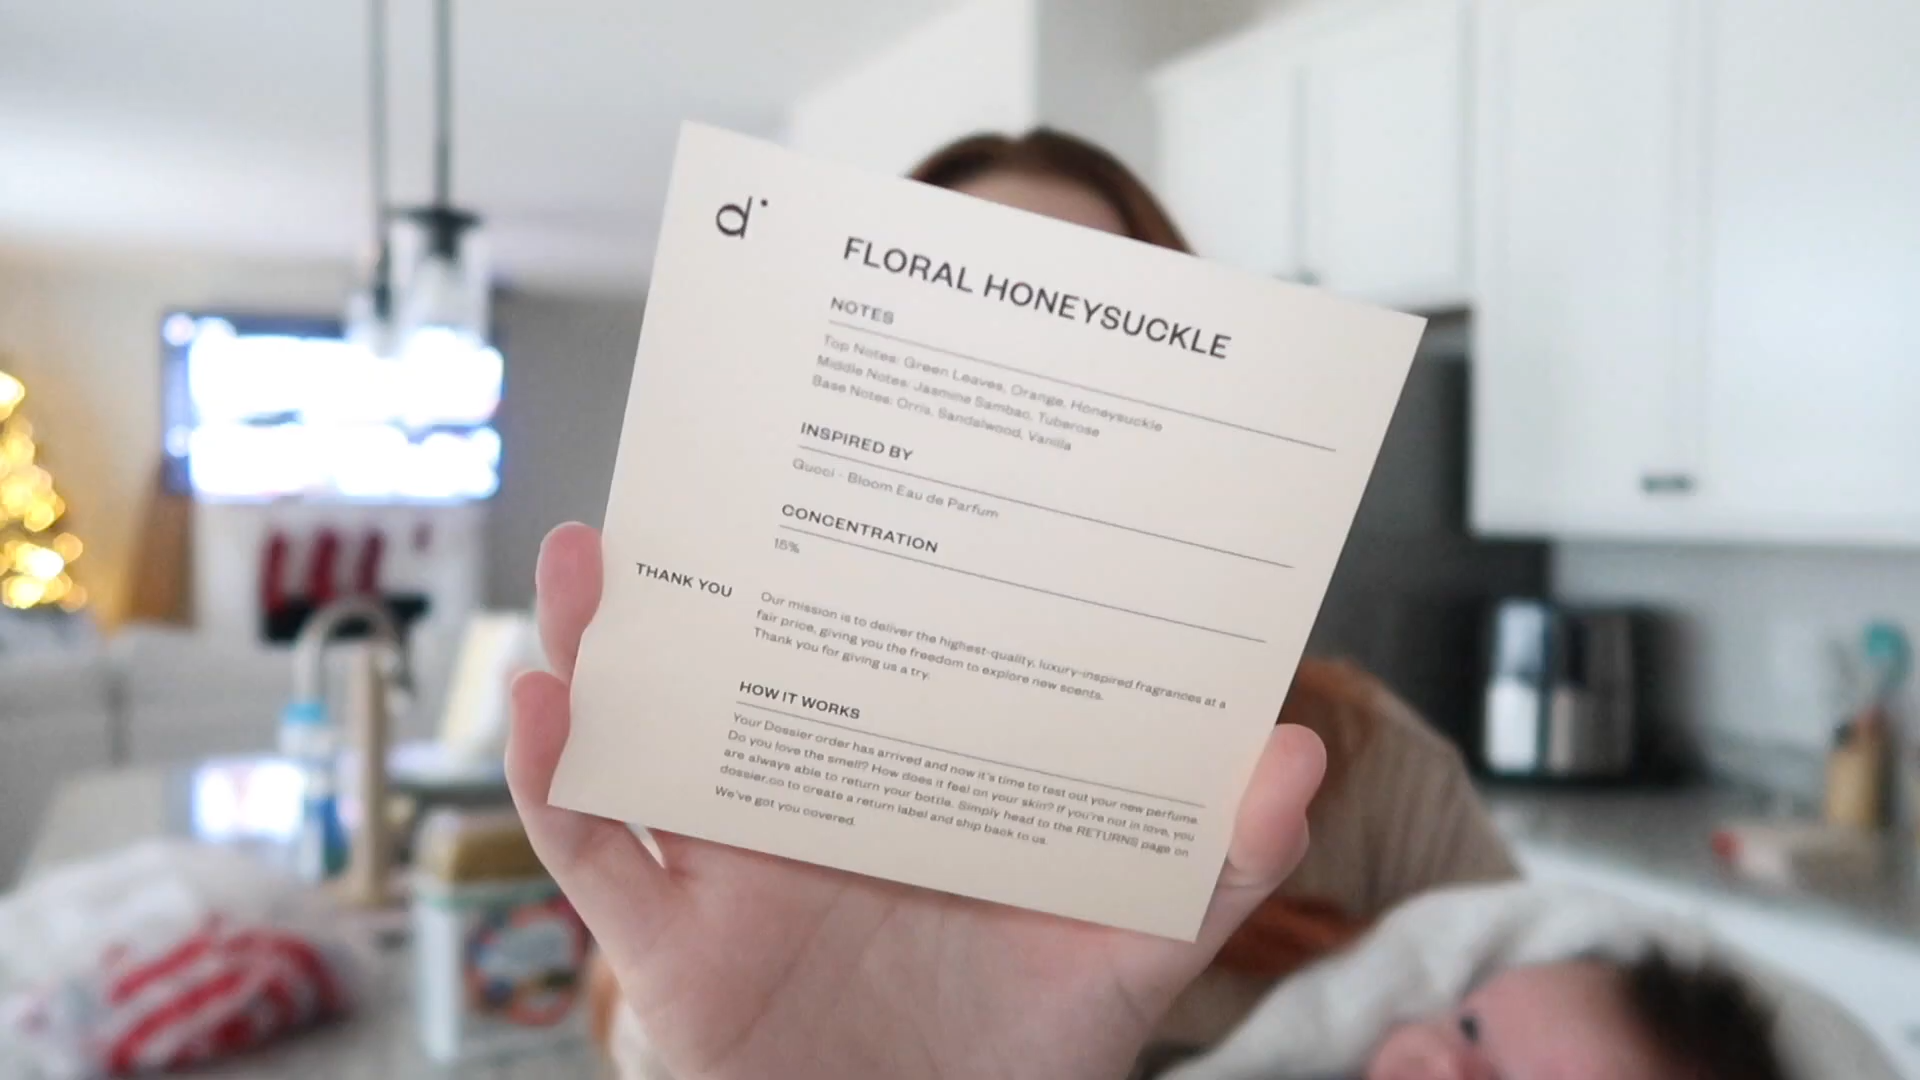 d
FLORAL HONEYSUCKLE
NOTES
Top Notes: Green Leaves, Orange, Honeysuckle
Middle Notes: Jasmine Sambac, Tuberose
Base Notes: Orris, Sandalwood, Vanilla
INSPIRED BY
Gucci - Bloom Eau de Parfum
CONCENTRATION
15%
THANK YOU
Our mission is to deliver the highest-quality, luxury-inspired fragrances at a
fair price, giving you the freedom to explore new scents.
Thank you for giving us a try.
HOW IT WORKS
Your Dossier order has arrived and now it's time to test out your new perfume.
Do you love the smell? How does it feel on your skin? If you're not in love, you
are always able to return your bottle. Simply head to the RETURNS page on
dossier.co to create a return label and ship back to us.
We've got you covered.